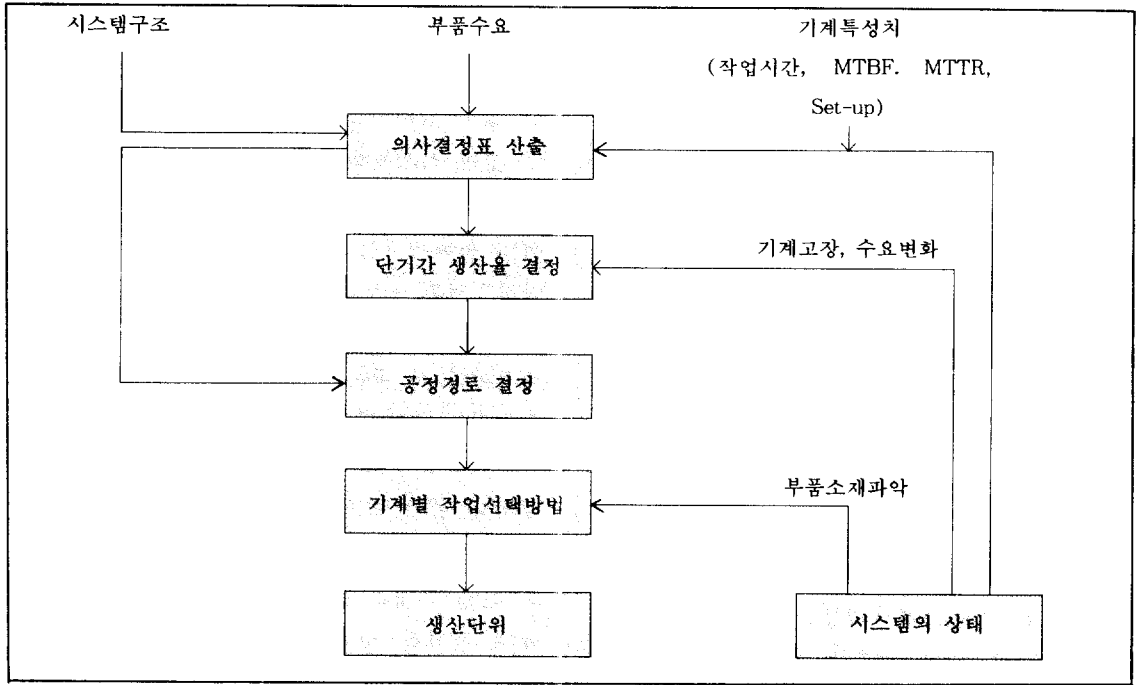 시스템구조
부품수요
기계특성치
(작업시간, MTBF. MTTR,
Set-up)
의사결정표 산출
단기간 생산율 결정
기계고장, 수요변화
공정경로 결정
기계별 작업선택방법
부품소재파악
생산단위
시스템의 상태